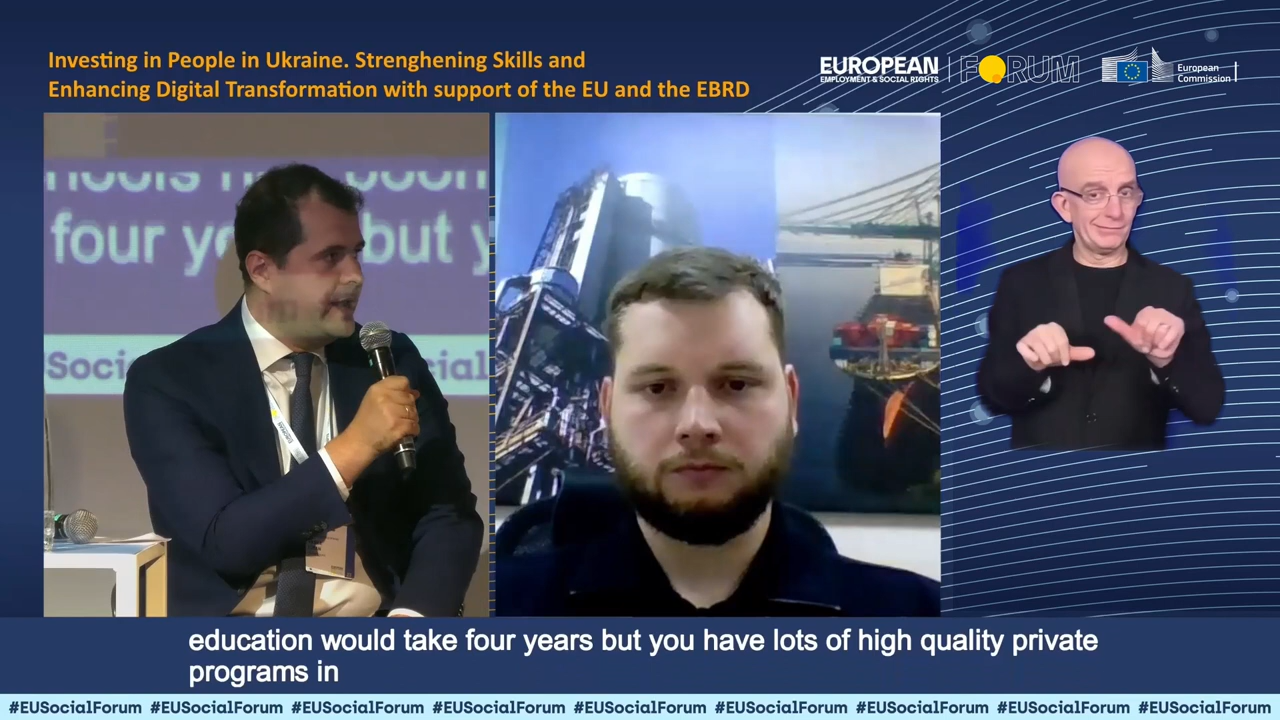 Investing in People in Ukraine. Strenghening Skills and
Enhancing Digital Transformation with support of the EU and the EBRD
EUROPEAN
EMPLOYMENT & SOCIAL RIGHTS
FORUM
European
Commission
four but
Soci cial
education would take four years but you have lots of high quality private
programs in
#EUSocialForum #EUSocialForum #EUSocialForum #EUSocialForum #EUSocialForum #EUSocialForum #EUSocialForum #EUSocialForum #EUSocialForum